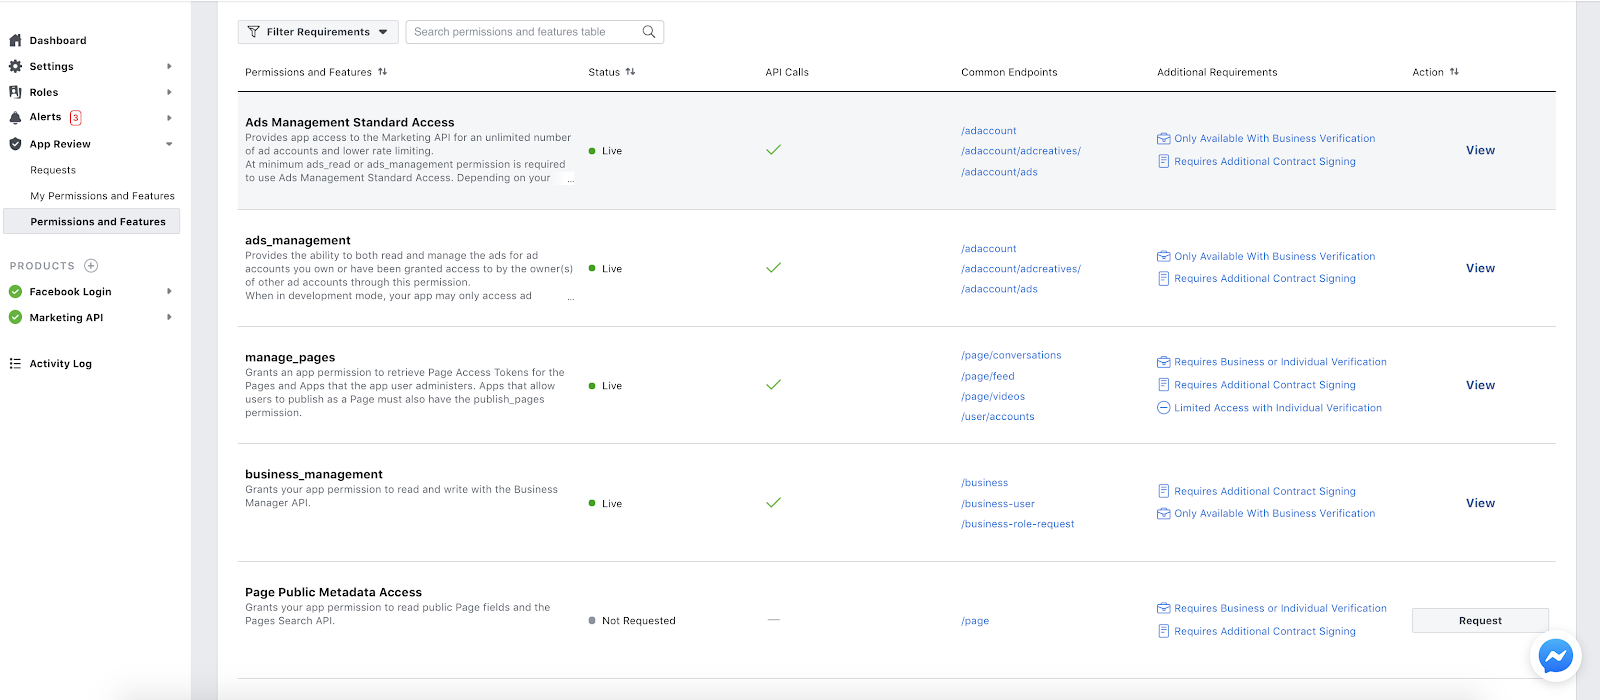 Dashboard
Settings
Roles
Alerts 3
App Review
Requests
My Permissions and Features
Permissions and Features
PRODUCTS
Facebook Login
Marketing API
Activity Log
Filter Requirements
Search permissions and features table
Permissions and Features Status API Calls Common Endpoints Additional Requirements Action
Ads Management Standard Access
Provides app access to the Marketing API for an unlimited number
of ad accounts and lower rate limiting.
At minimum ads_read or ads_management permission is required
to use Ads Management Standard Access. Depending on your ...
Live
/adaccount
/adaccount/adcreatives/
/adaccount/ads
Only Available With Business Verification
Requires Additional Contract Signing
View
ads_management
Provides the ability to both read and manage the ads for ad
accounts you own or have been granted access to by the owner(s)
of other ad accounts through this permission.
When in development mode, your app may only access ad ...
Live
/adaccount
/adaccount/adcreatives/
/adaccount/ads
Only Available With Business Verification
Requires Additional Contract Signing
View
manage_pages
Grants an app permission to retrieve Page Access Tokens for the
Pages and Apps that the app user administers. Apps that allow
users to publish as a Page must also have the publish_pages
permission.
Live
/page/conversations
/page/feed
/page/videos
/user/accounts
Requires Business or Individual Verification
Requires Additional Contract Signing
Limited Access with Individual Verification
View
business_management
Grants your app permission to read and write with the Business
Manager API.
Live
/business
/business-user
/business-role-request
Requires Additional Contract Signing
Only Available With Business Verification
View
Page Public Metadata Access
Grants your app permission to read public Page fields and the
Pages Search API.
Not Requested
/page
Requires Business or Individual Verification
Requires Additional Contract Signing
Request